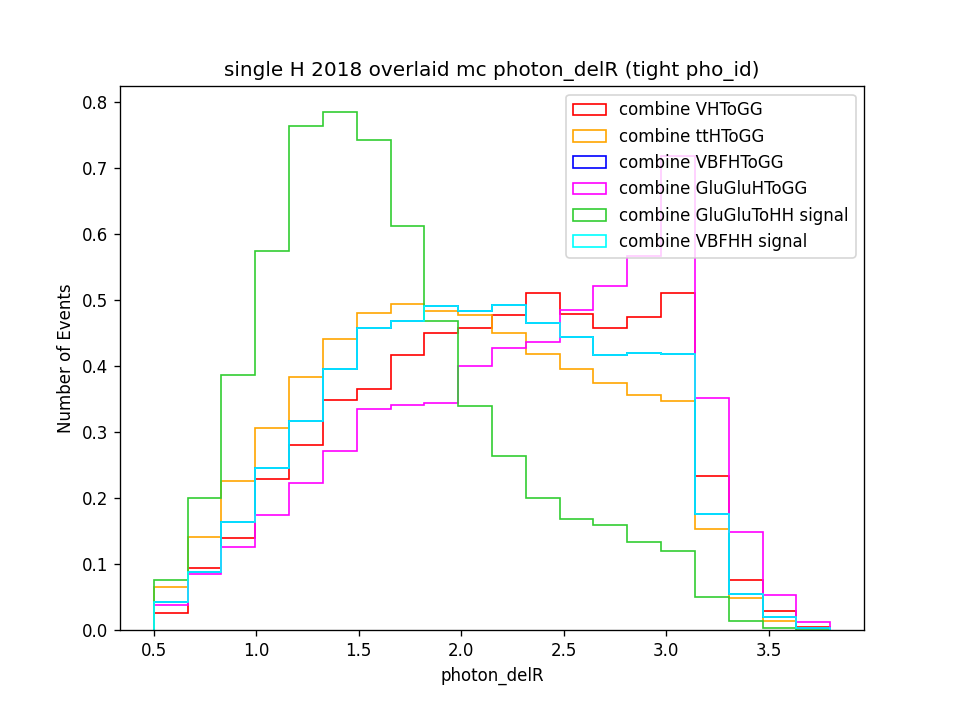 single H 2018 overlaid mc photon_delR (tight pho_id)
combine VHToGG
combine ttHToGG
combine VBFHToGG
combine GluGluHToGG
combine GluGluToHH signal
combine VBFHH signal
Number of Events
0.8
0.7
0.6
0.5
0.4
0.3
0.2
0.1
0.0
0.5
1.0
1.5
2.0
2.5
3.0
3.5
photon_delR